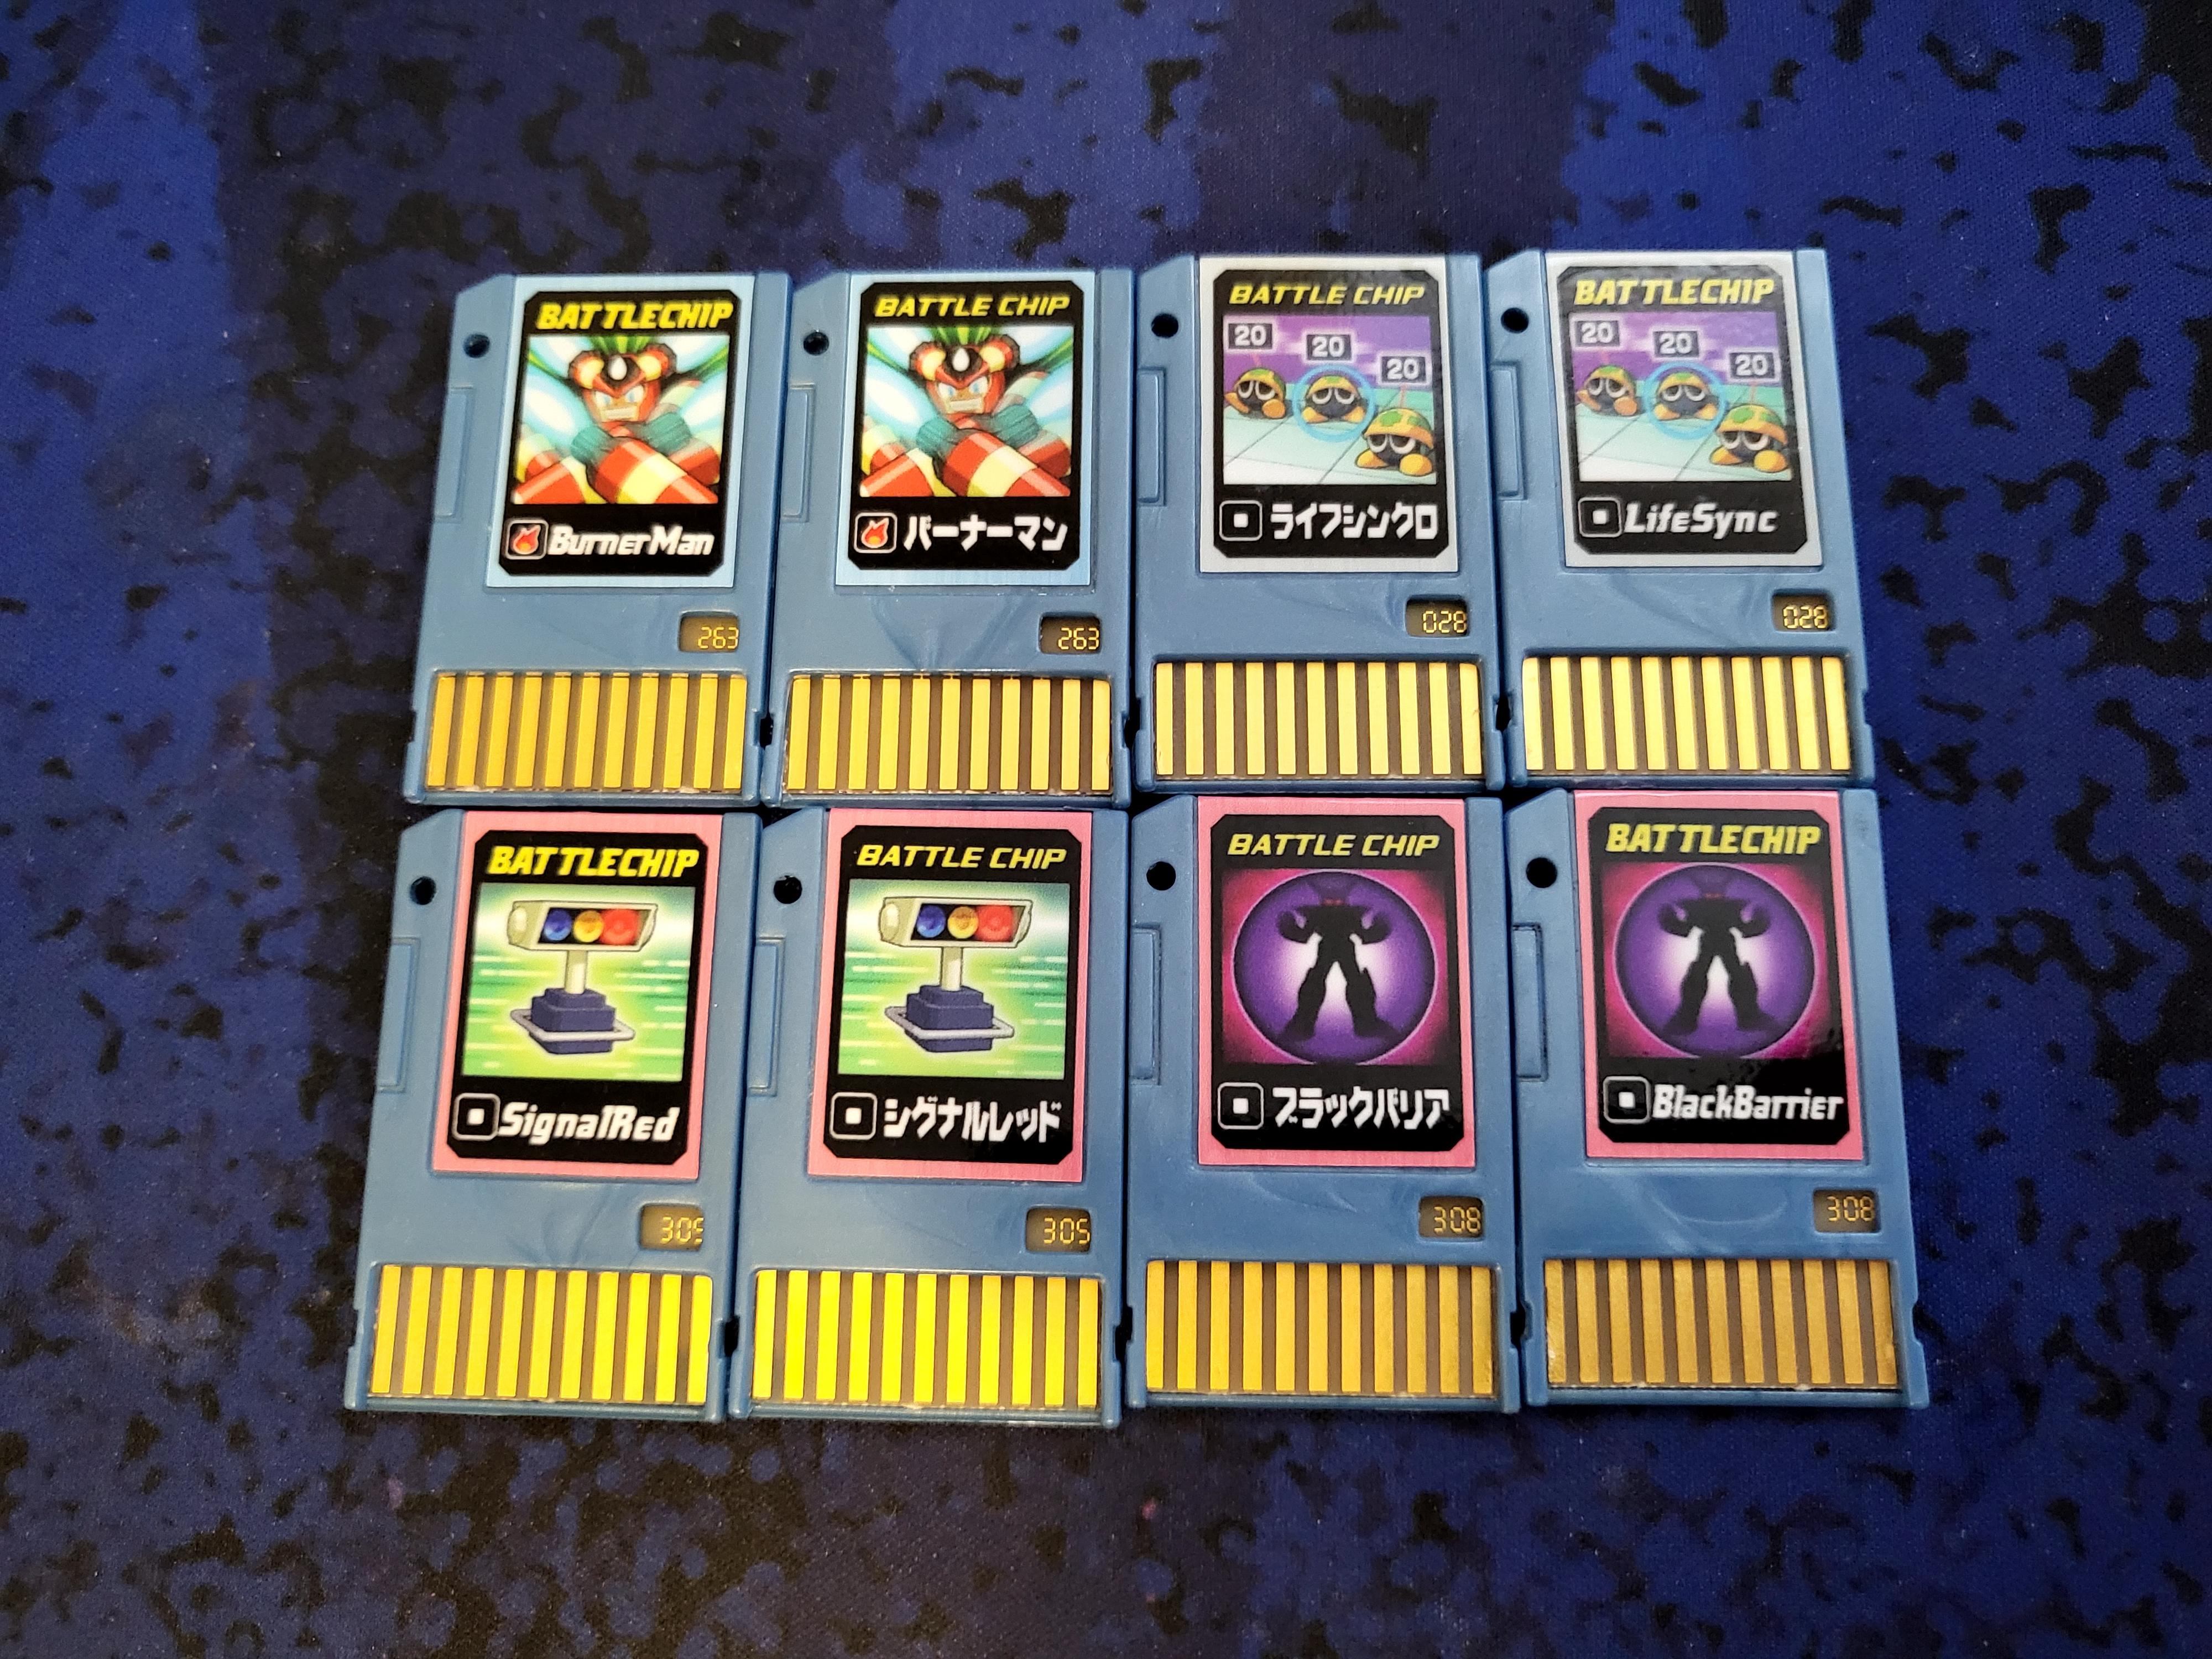 BATTLECHIP
BurnerMan
263
BATTLE CHIP
バーナーマン
263
BATTLE CHIP
20
20
20
ライフシンクロ
028
BATTLECHIP
20
20
20
LifeSync
028
BATTLECHIP
SignalRed
305
BATTLE CHIP
シグナルレッド
305
BATTLE CHIP
ブラックバリア
308
BATTLECHIP
BlackBarrier
308